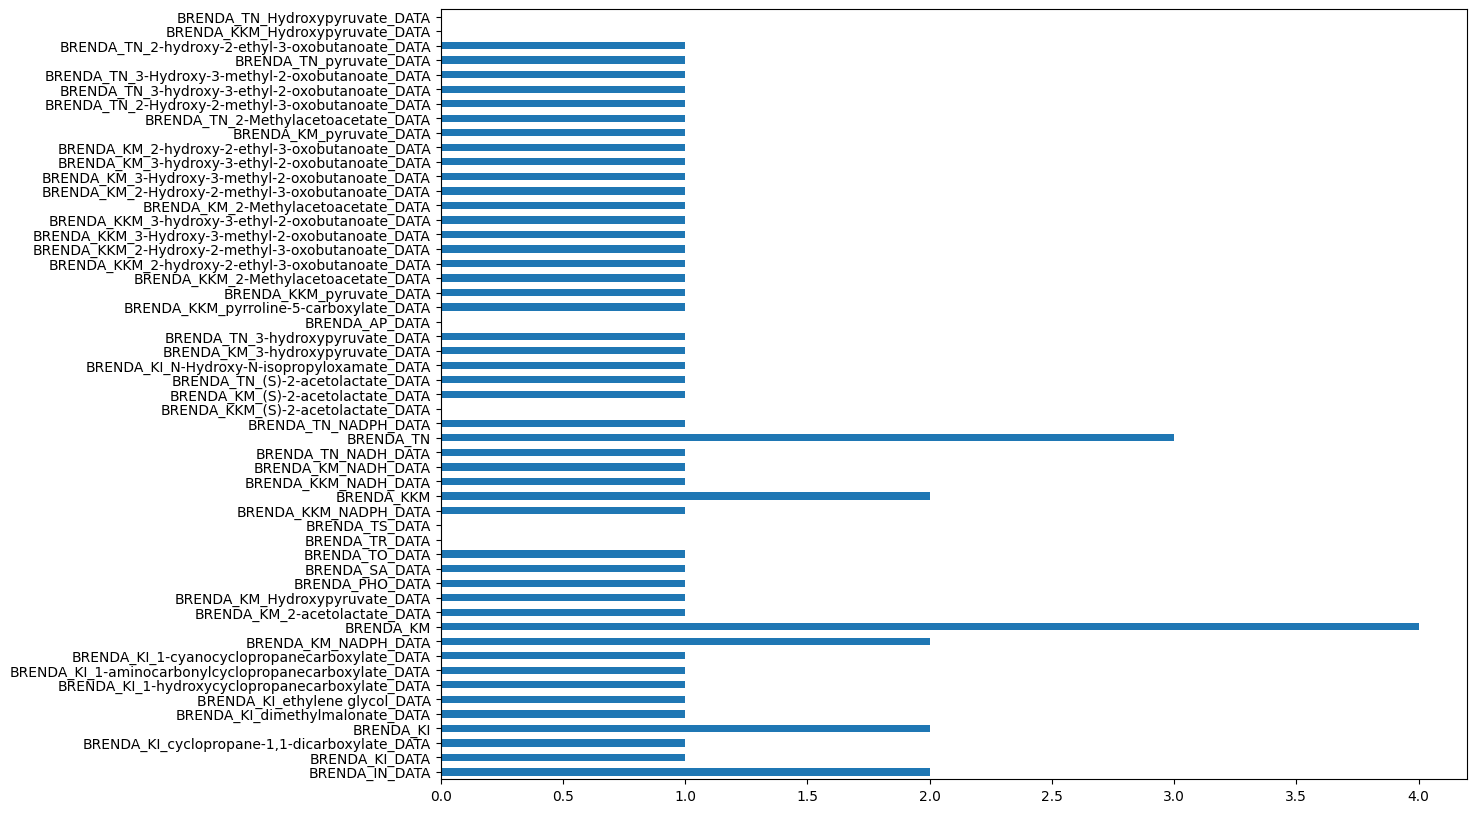 BRENDA_TN_Hydroxypyruvate_DATA
BRENDA_KKM_Hydroxypyruvate_DATA
BRENDA_TN_2-hydroxy-2-ethyl-3-oxobutanoate_DATA
BRENDA_TN_pyruvate_DATA
BRENDA_TN_3-Hydroxy-3-methyl-2-oxobutanoate_DATA
BRENDA_TN_3-hydroxy-3-ethyl-2-oxobutanoate_DATA
BRENDA_TN_2-Hydroxy-2-methyl-3-oxobutanoate_DATA
BRENDA_TN_2-Methylacetoacetate_DATA
BRENDA_KM_pyruvate_DATA
BRENDA_KM_2-hydroxy-2-ethyl-3-oxobutanoate_DATA
BRENDA_KM_3-hydroxy-3-ethyl-2-oxobutanoate_DATA
BRENDA_KM_3-Hydroxy-3-methyl-2-oxobutanoate_DATA
BRENDA_KM_2-Hydroxy-2-methyl-3-oxobutanoate_DATA
BRENDA_KM_2-Methylacetoacetate_DATA
BRENDA_KKM_3-hydroxy-3-ethyl-2-oxobutanoate_DATA
BRENDA_KKM_3-Hydroxy-3-methyl-2-oxobutanoate_DATA
BRENDA_KKM_2-Hydroxy-2-methyl-3-oxobutanoate_DATA
BRENDA_KKM_2-hydroxy-2-ethyl-3-oxobutanoate_DATA
BRENDA_KKM_2-Methylacetoacetate_DATA
BRENDA_KKM_pyruvate_DATA
BRENDA_KKM_pyrroline-5-carboxylate_DATA
BRENDA_AP_DATA
BRENDA_TN_3-hydroxypyruvate_DATA
BRENDA_KM_3-hydroxypyruvate_DATA
BRENDA_KI_N-Hydroxy-N-isopropyloxamate_DATA
BRENDA_TN_(S)-2-acetolactate_DATA
BRENDA_KM_(S)-2-acetolactate_DATA
BRENDA_KKM_(S)-2-acetolactate_DATA
BRENDA_TN_NADPH_DATA
BRENDA_TN
BRENDA_TN_NADH_DATA
BRENDA_KM_NADH_DATA
BRENDA_KKM_NADH_DATA
BRENDA_KKM
BRENDA_KKM_NADPH_DATA
BRENDA_TS_DATA
BRENDA_TR_DATA
BRENDA_TO_DATA
BRENDA_SA_DATA
BRENDA_PHO_DATA
BRENDA_KM_Hydroxypyruvate_DATA
BRENDA_KM_2-acetolactate_DATA
BRENDA_KM
BRENDA_KM_NADPH_DATA
BRENDA_KI_1-cyanocyclopropanecarboxylate_DATA
BRENDA_KI_1-aminocarbonylcyclopropanecarboxylate_DATA
BRENDA_KI_1-hydroxycyclopropanecarboxylate_DATA
BRENDA_KI_ethylene glycol_DATA
BRENDA_KI_dimethylmalonate_DATA
BRENDA_KI
BRENDA_KI_cyclopropane-1,1-dicarboxylate_DATA
BRENDA_KI_DATA
BRENDA_IN_DATA
0.0 0.5 1.0 1.5 2.0 2.5 3.0 3.5 4.0